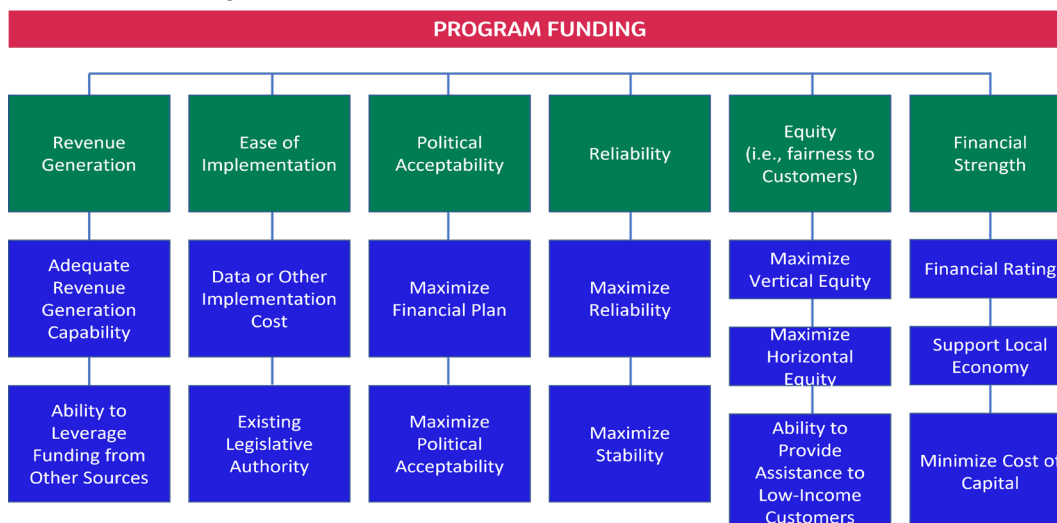 PROGRAM FUNDING
Revenue
Generation
Ease of
Implementation
Political
Acceptability
Reliability
Equity
(i.e., fairness to
Customers)
Financial
Strength
Adequate
Revenue
Generation
Capability
Data or Other
Implementation
Cost
Maximize
Financial Plan
Maximize
Reliability
Maximize
Vertical Equity
Financial Rating
Maximize
Horizontal
Equity
Support Local
Economy
Ability to
Leverage
Funding from
Other Sources
Existing
Legislative
Authority
Maximize
Political
Acceptability
Maximize
Stability
Ability to
Provide
Assistance to
Low-Income
Customers
Minimize Cost of
Capital